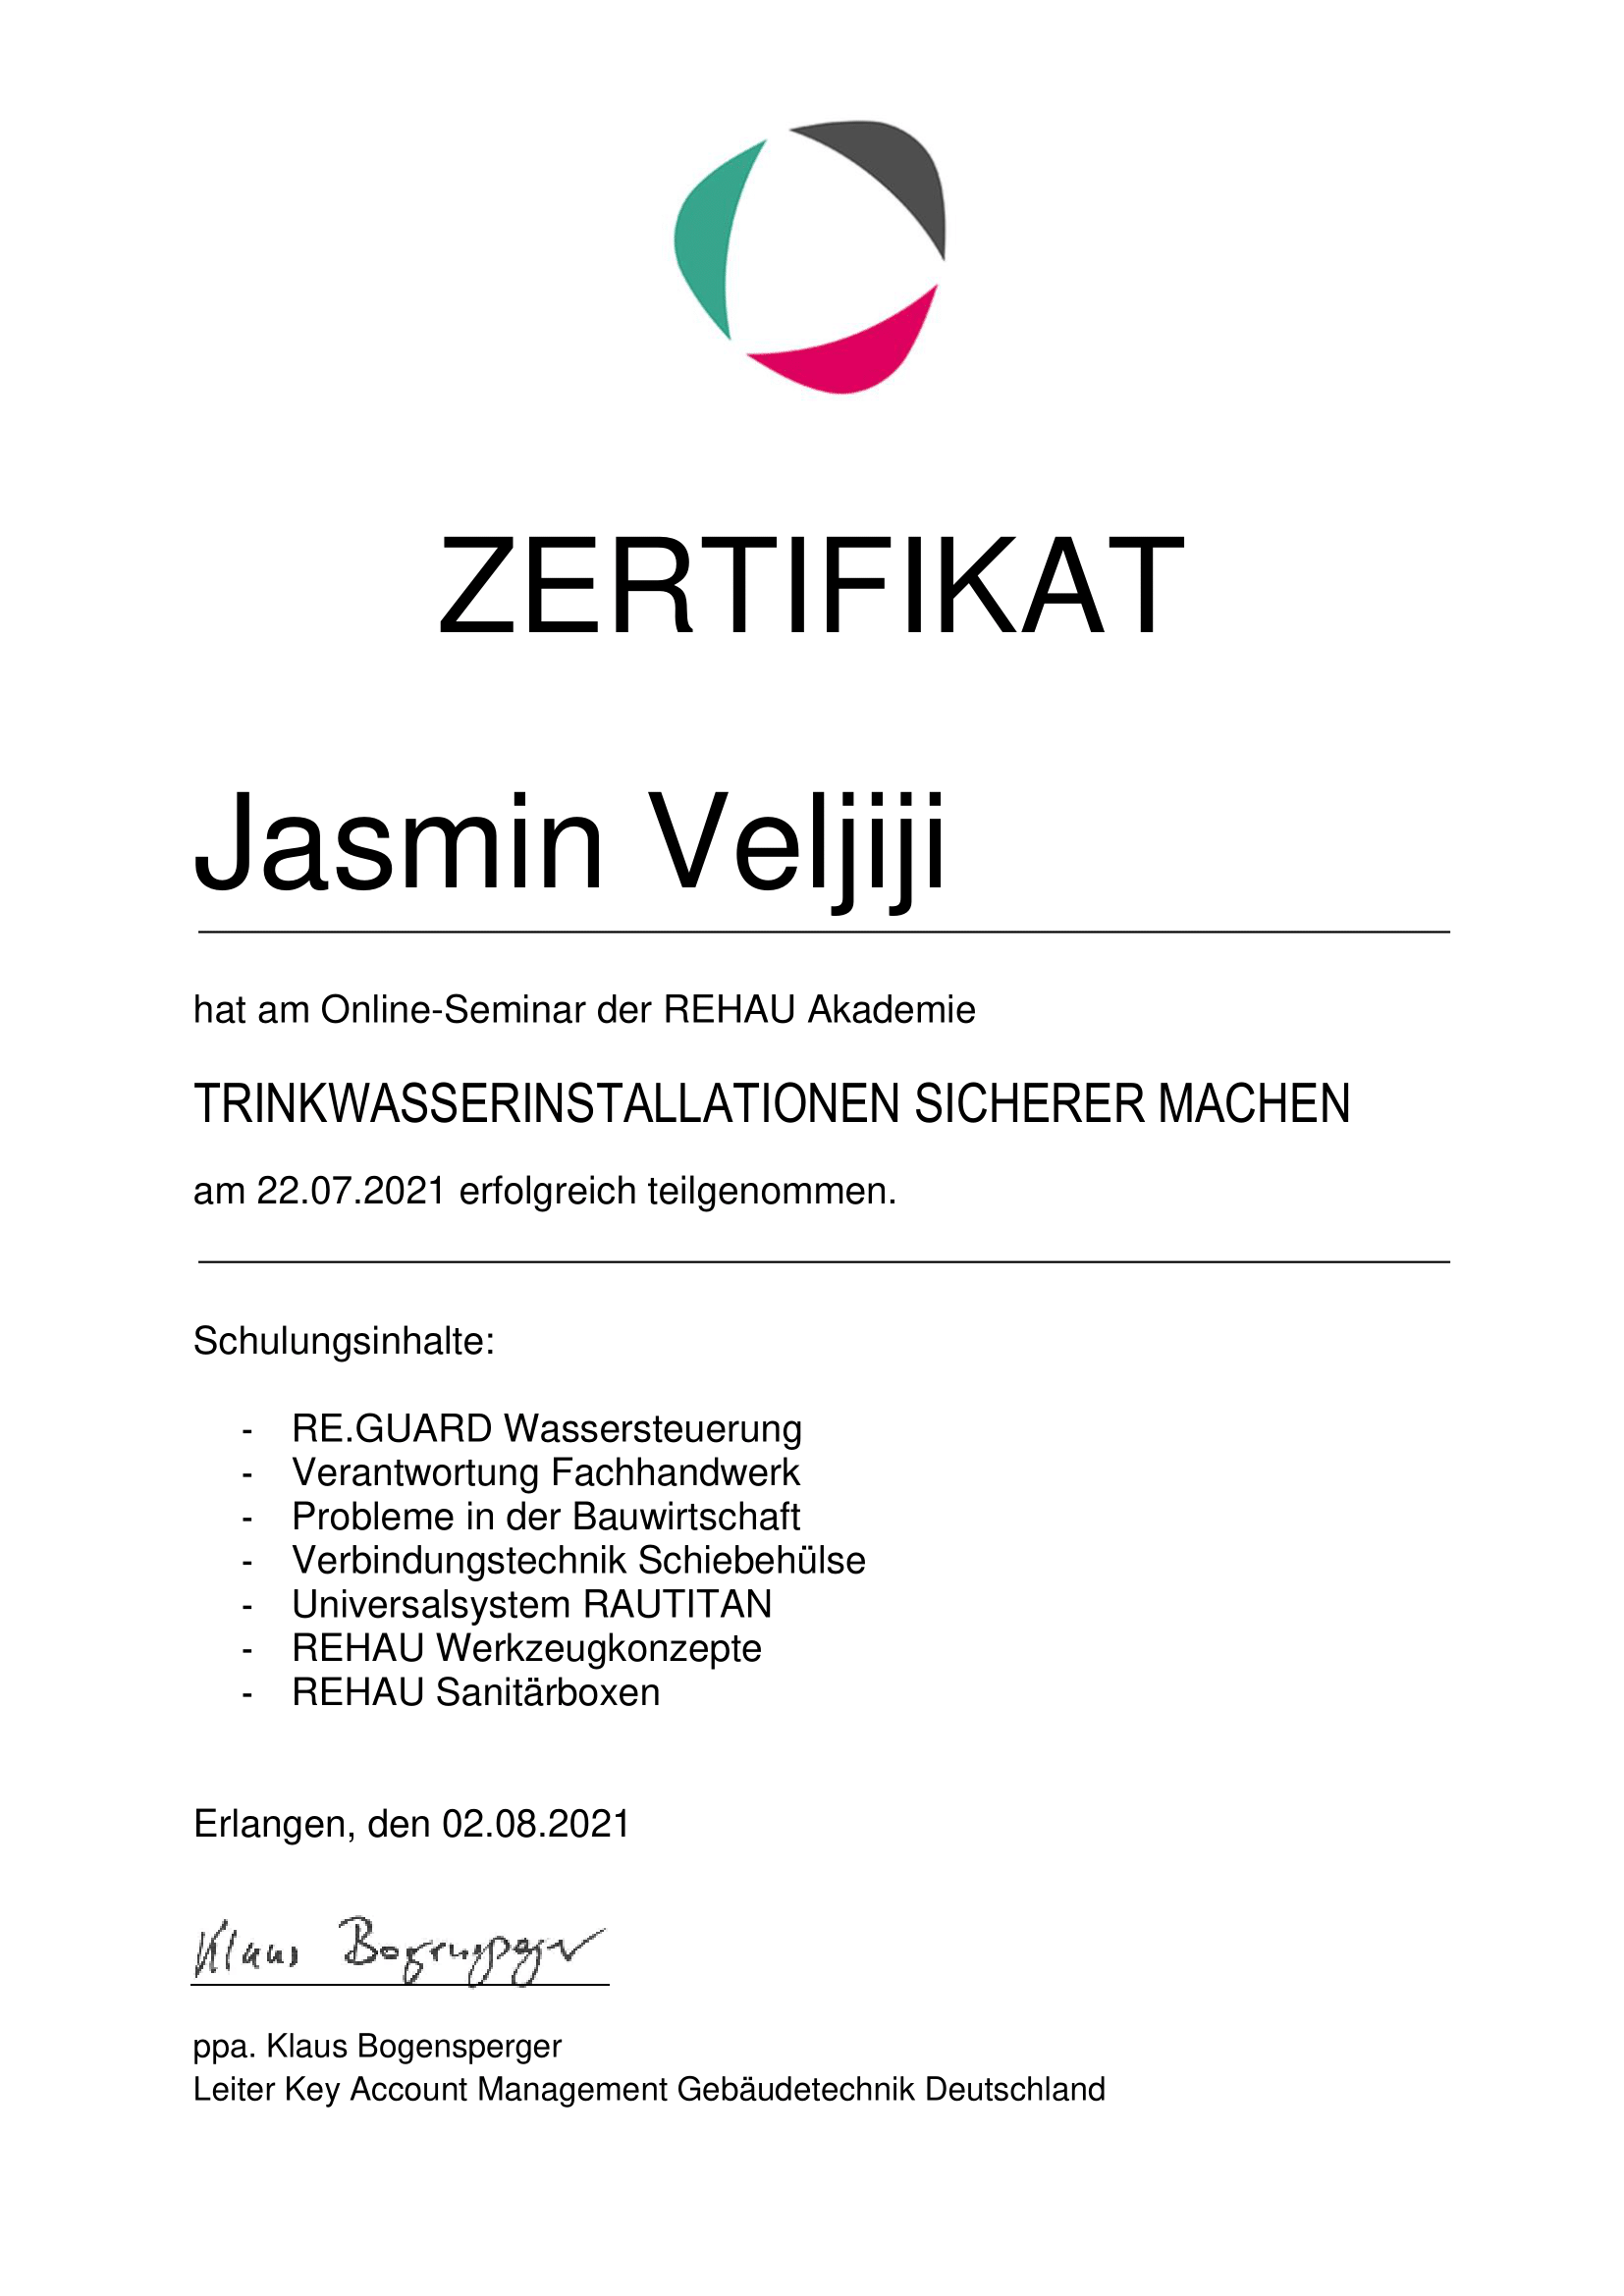 ZERTIFIKAT
Jasmin Veljiji
hat am Online-Seminar der REHAU Akademie
TRINKWASSERINSTALLATIONEN SICHERER MACHEN
am 22.07.2021 erfolgreich teilgenommen.
Schulungsinhalte:
- RE.GUARD Wassersteuerung
- Verantwortung Fachhandwerk
- Probleme in der Bauwirtschaft
- Verbindungstechnik Schiebehülse
- Universalsystem RAUTITAN
- REHAU Werkzeugkonzepte
- REHAU Sanitärboxen
Erlangen, den 02.08.2021
Klaus Bogensperger
ppa. Klaus Bogensperger
Leiter Key Account Management Gebäudetechnik Deutschland